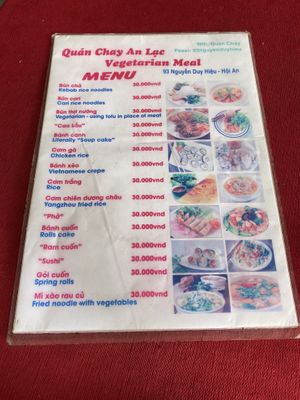 Quán Chay An Lạc
Vegetarian Meal
MENU
93 Nguyễn Duy Hiệu - Hội An
Bún chả 30.000vnd
Kebab rice noodles
Bún cari 30.000vnd
Cari rice noodles
Bún thịt nướng 30.000vnd
Vegetarian - using tofu in place of meat
"Cao lầu" 30.000vnd
Bánh canh 30.000vnd
Literally "Soup cake"
Cơm gà 30.000vnd
Chicken rice
Bánh xèo 30.000vnd
Vietnamese crepe
Cơm trắng 30.000vnd
Rice
Cơm chiên dương châu 30.000vnd
Yangzhou fried rice
"Phở" 30.000vnd
Bánh cuốn 30.000vnd
Rolls cake
"Ram cuốn" 30.000vnd
"Sushi" 30.000vnd
Gỏi cuốn 30.000vnd
Spring rolls
Mì xào rau củ 30.000vnd
Fried noodle with vegetables